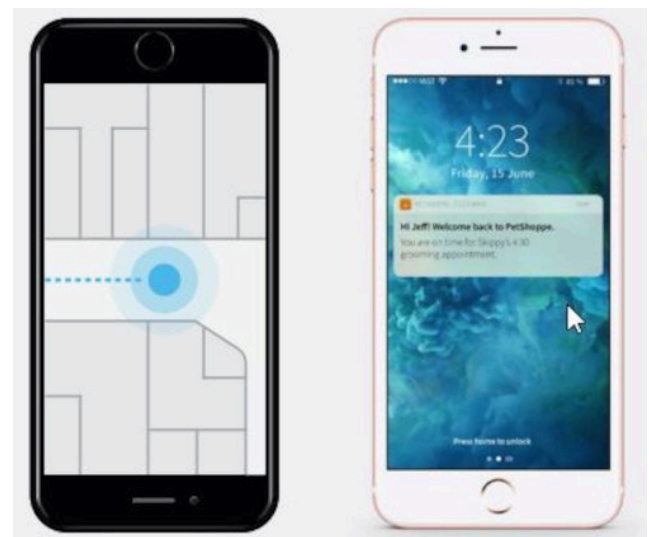 4:23
Friday, 15 June
Hi Jeff! Welcome back to PetShoppe.
You are on time for Skippy's 4:30
grooming appointment.
Press home to unlock